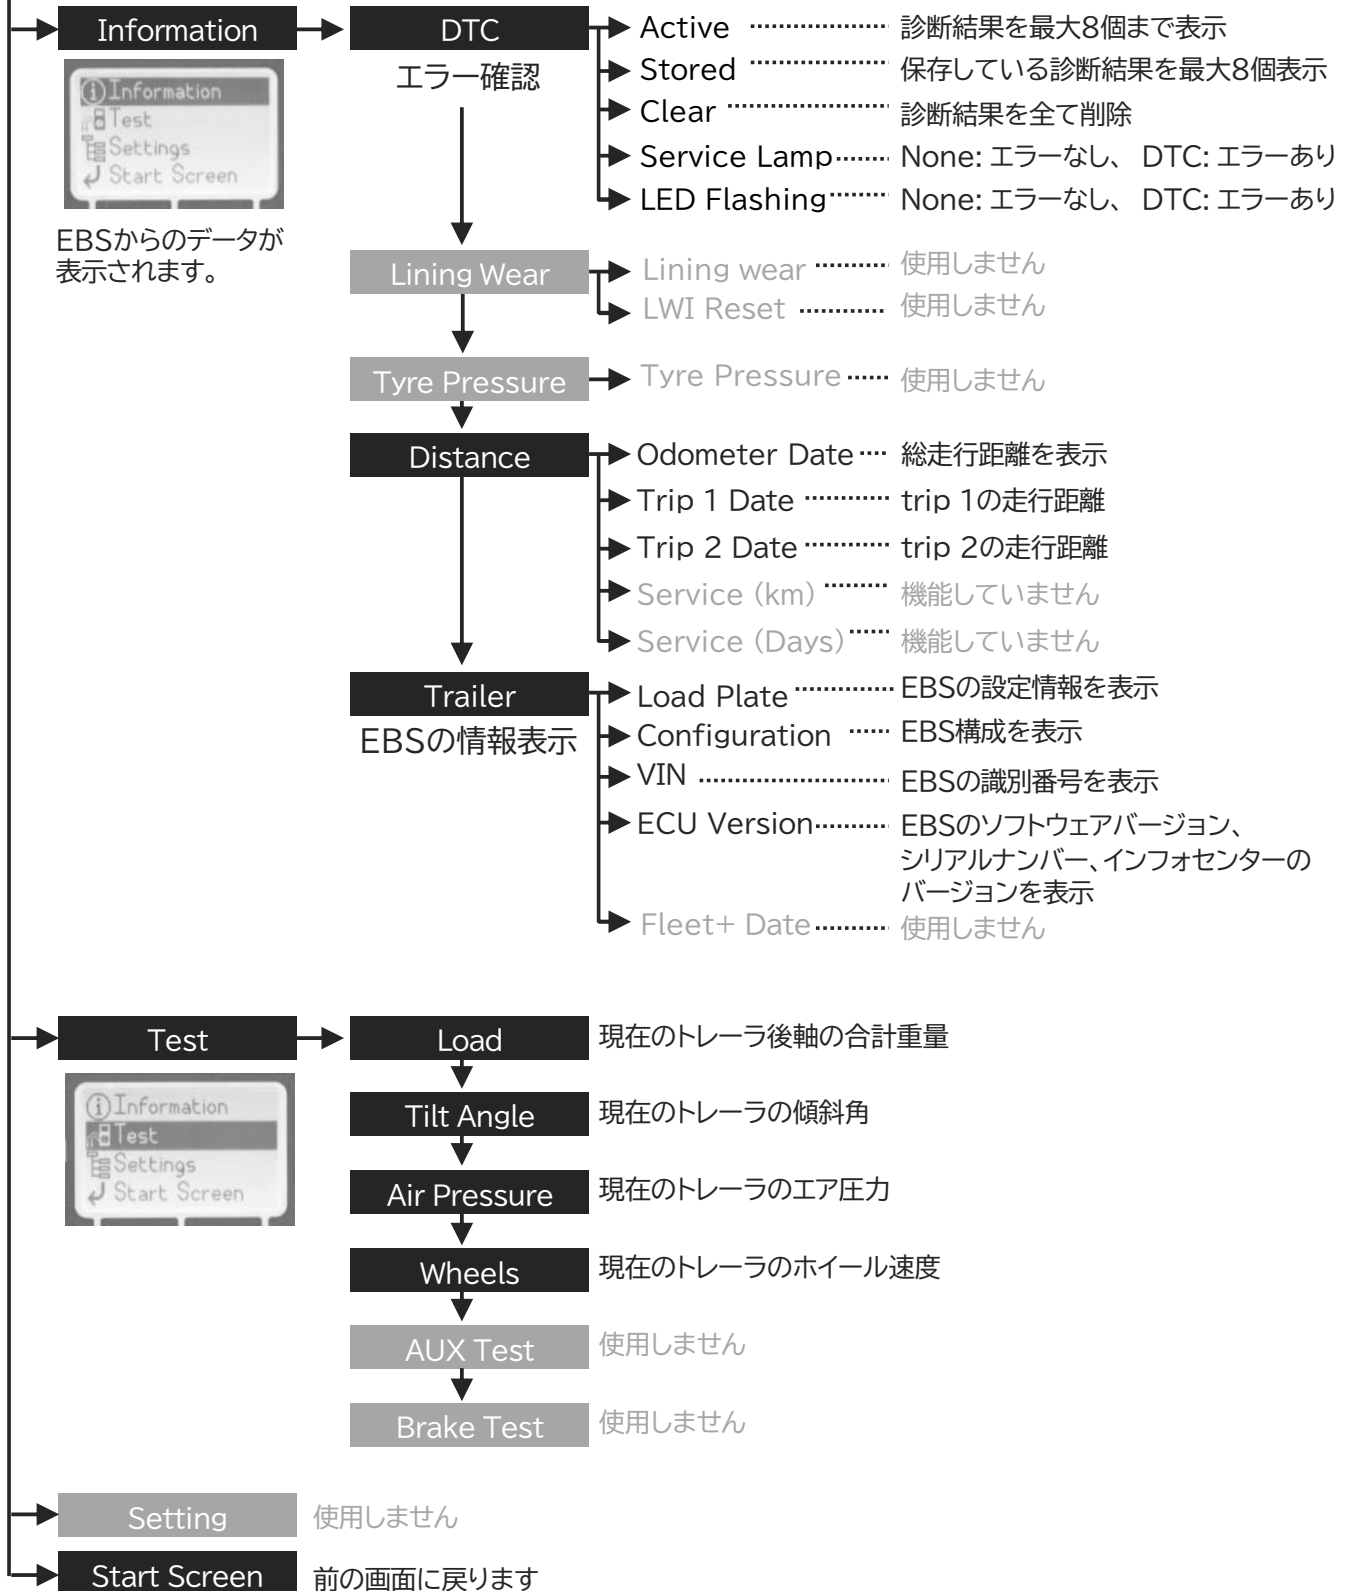 Information
Information
Test
Settings
Start Screen
EBSからのデータが
表示されます。
DTC
エラー確認
Active ………… 診断結果を最大8個まで表示
Stored ………… 保存している診断結果を最大8個表示
Clear ………… 診断結果を全て削除
Service Lamp…… None: エラーなし、 DTC: エラーあり
LED Flashing…… None: エラーなし、 DTC: エラーあり
Lining Wear
Lining wear ……… 使用しません
LWI Reset ……… 使用しません
Tyre Pressure
Tyre Pressure…… 使用しません
Distance
Odometer Date… 総走行距離を表示
Trip 1 Date ……… trip 1の走行距離
Trip 2 Date ……… trip 2の走行距離
Service (km) …… 機能していません
Service (Days)…… 機能していません
Trailer
EBSの情報表示
Load Plate………… EBSの設定情報を表示
Configuration …… EBS構成を表示
VIN ………………… EBSの識別番号を表示
ECU Version……… EBSのソフトウェアバージョン、
シリアルナンバー、インフォセンターの
バージョンを表示
Fleet+ Date……… 使用しません
Test
Information
Test
Settings
Start Screen
Load 現在のトレーラ後軸の合計重量
Tilt Angle 現在のトレーラの傾斜角
Air Pressure 現在のトレーラのエア圧力
Wheels 現在のトレーラのホイール速度
AUX Test 使用しません
Brake Test 使用しません
Setting 使用しません
Start Screen 前の画面に戻ります